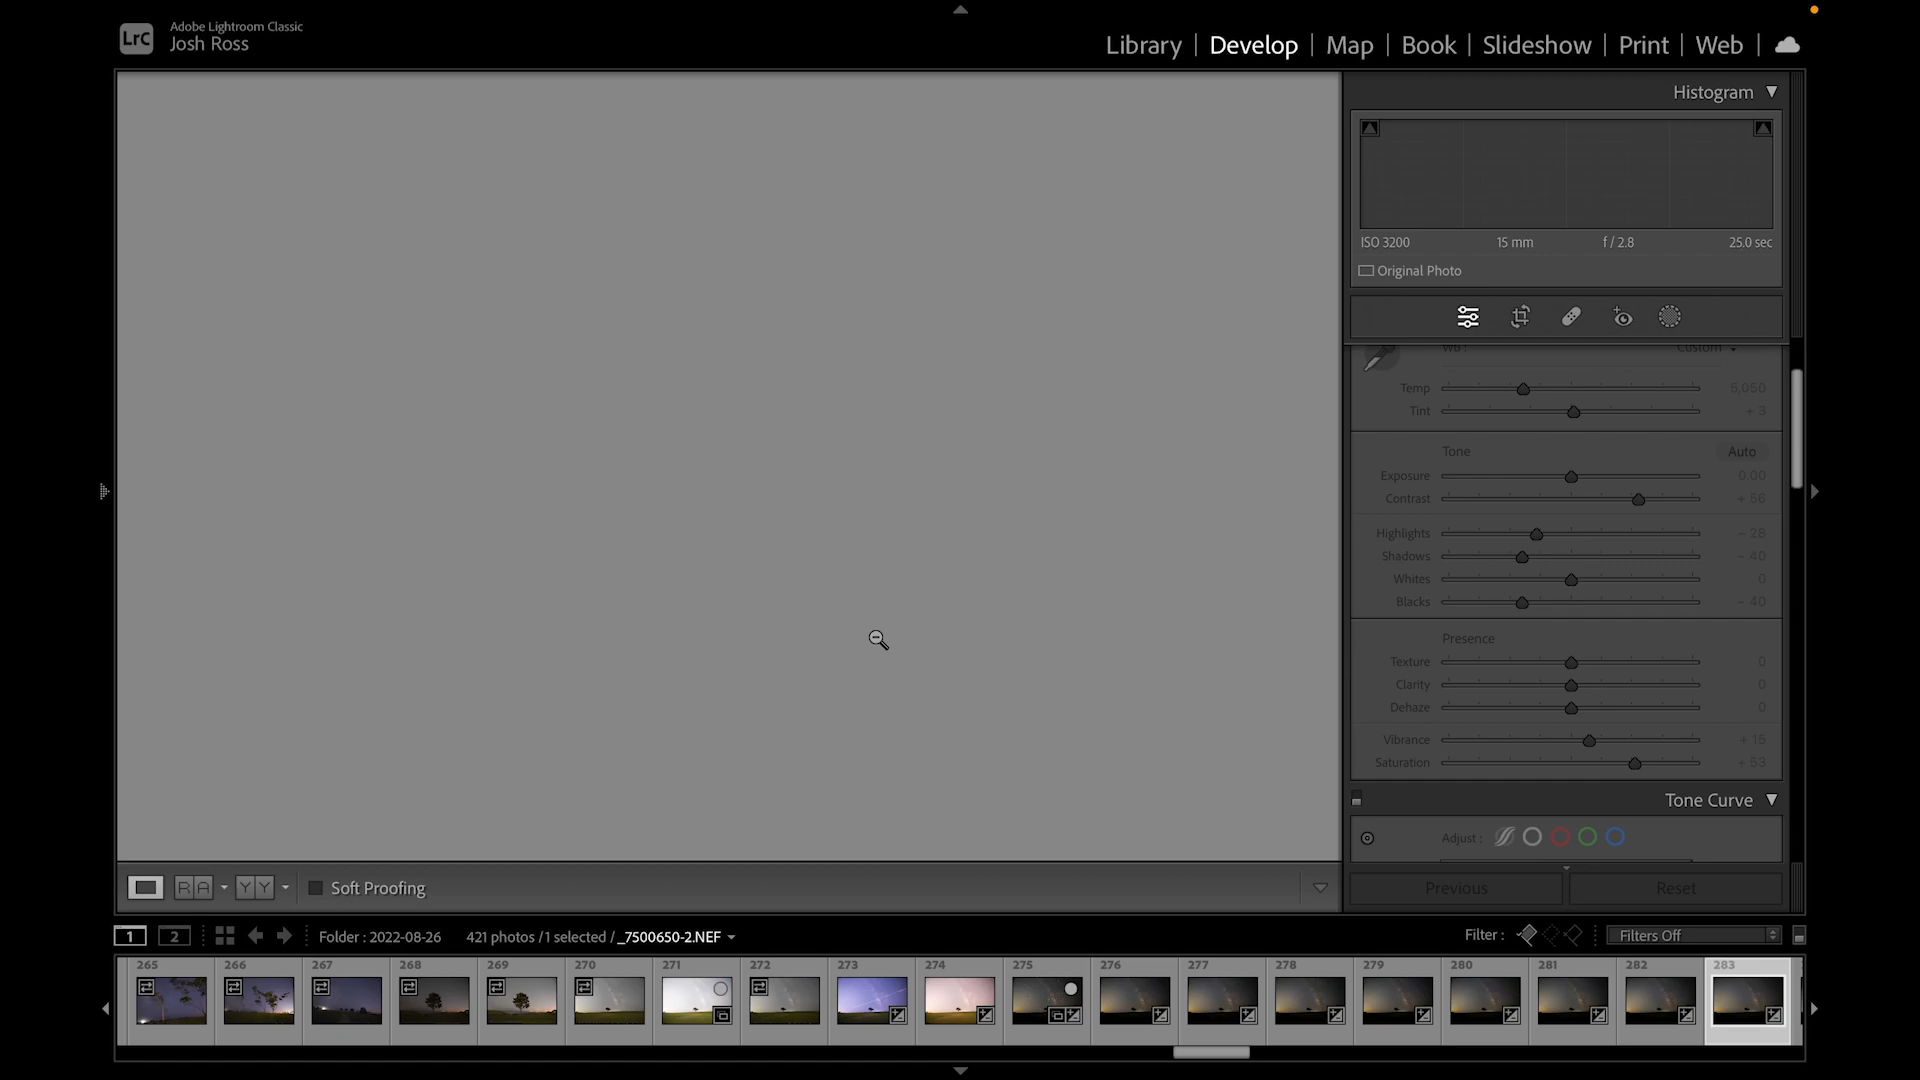 LrC
Adobe Lightroom Classic
Josh Ross
Library | Develop | Map | Book | Slideshow | Print | Web |
Histogram
ISO 3200 15 mm f / 2.8 25.0 sec
Original Photo
WB : Custom
Temp 5,050
Tint + 3
Tone Auto
Exposure 0.00
Contrast + 56
Highlights - 28
Shadows - 40
Whites 0
Blacks - 40
Presence
Texture 0
Clarity 0
Dehaze 0
Vibrance + 15
Saturation + 53
Tone Curve
Adjust :
R A Y Y Soft Proofing
Previous Reset
1 2 Folder : 2022-08-26 421 photos / 1 selected / _7500650-2.NEF Filter : Filters Off
265 266 267 268 269 270 271 272 273 274 275 276 277 278 279 280 281 282 283